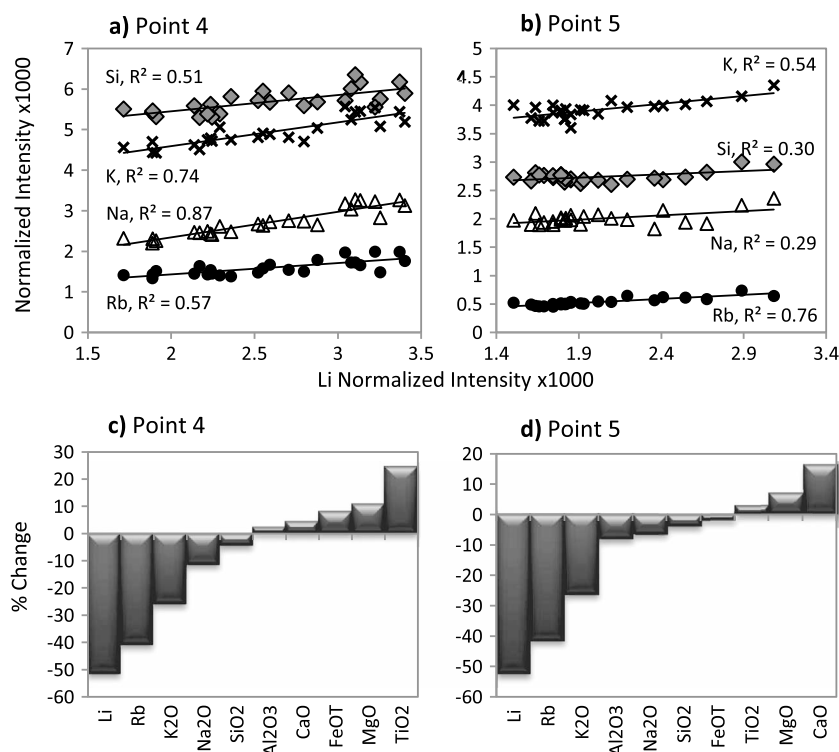 a) Point 4
b) Point 5
Normalized Intensity x1000
7
6
5
4
3
2
1
0
Si, R² = 0.51
K, R² = 0.74
Na, R² = 0.87
Rb, R² = 0.57
1.5
2
2.5
3
3.5
5
4.5
4
3.5
3
2.5
2
1.5
1
0.5
0
K, R² = 0.54
Si, R² = 0.30
Na, R² = 0.29
Rb, R² = 0.76
1.4
1.9
2.4
2.9
3.4
Li Normalized Intensity x1000
c) Point 4
d) Point 5
% Change
30
20
10
0
-10
-20
-30
-40
-50
-60
Li
Rb
K2O
Na2O
SiO2
Al2O3
CaO
FeOT
MgO
TiO2
20
10
0
-10
-20
-30
-40
-50
-60
Li
Rb
K2O
Al2O3
Na2O
SiO2
FeOT
TiO2
MgO
CaO